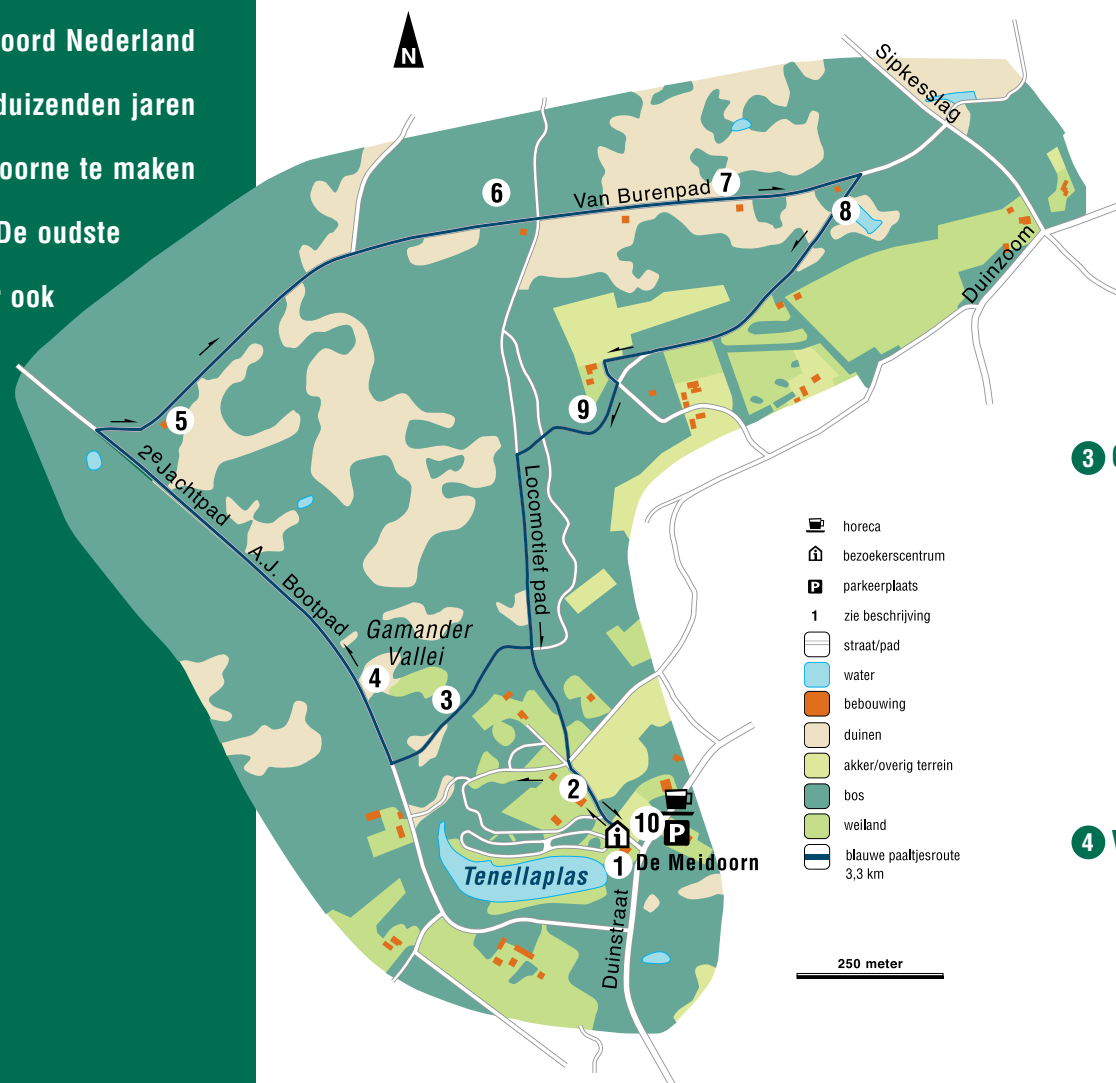 oord Nederland
duizenden jaren
oorne te maken
De oudste
ook
N
Sipkesslag
6
Van Burenpad
7
8
Duinzoom
5
9
2e Jachtpad
Locomotief pad
A.J. Bootpad
Gamander
Vallei
4
3
2
10
1
De Meidoorn
Tenellaplas
Duinstraat
P
i
horeca
bezoekerscentrum
P
parkeerplaats
1
zie beschrijving
straat/pad
water
bebouwing
duinen
akker/overig terrein
bos
weiland
blauwe paaltjesroute
3,3 km
250 meter
3
4